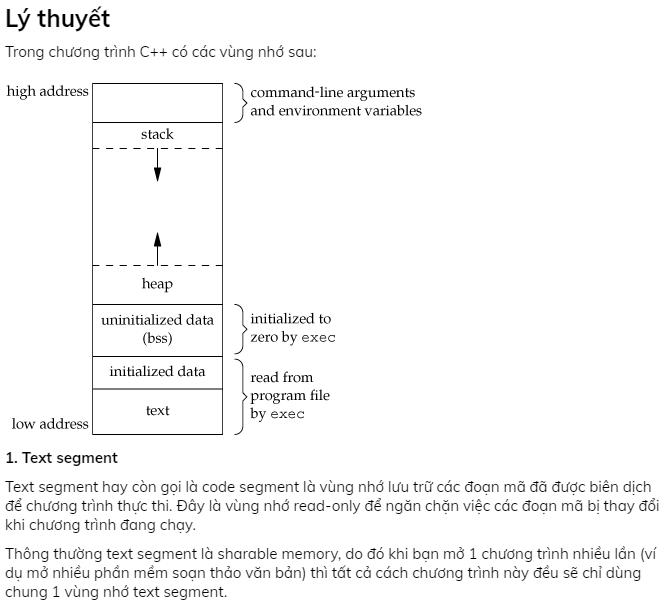 Lý thuyết
Trong chương trình C++ có các vùng nhớ sau:
high address
command-line arguments
and environment variables
stack
heap
uninitialized data
(bss)
initialized to
zero by exec
initialized data
read from
program file
by exec
text
low address
1. Text segment
Text segment hay còn gọi là code segment là vùng nhớ lưu trữ các đoạn mã đã được biên dịch
để chương trình thực thi. Đây là vùng nhớ read-only để ngăn chặn việc các đoạn mã bị thay đổi
khi chương trình đang chạy.
Thông thường text segment là sharable memory, do đó khi bạn mở 1 chương trình nhiều lần (ví
dụ mở nhiều phần mềm soạn thảo văn bản) thì tất cả cách chương trình này đều sẽ chỉ dùng
chung 1 vùng nhớ text segment.